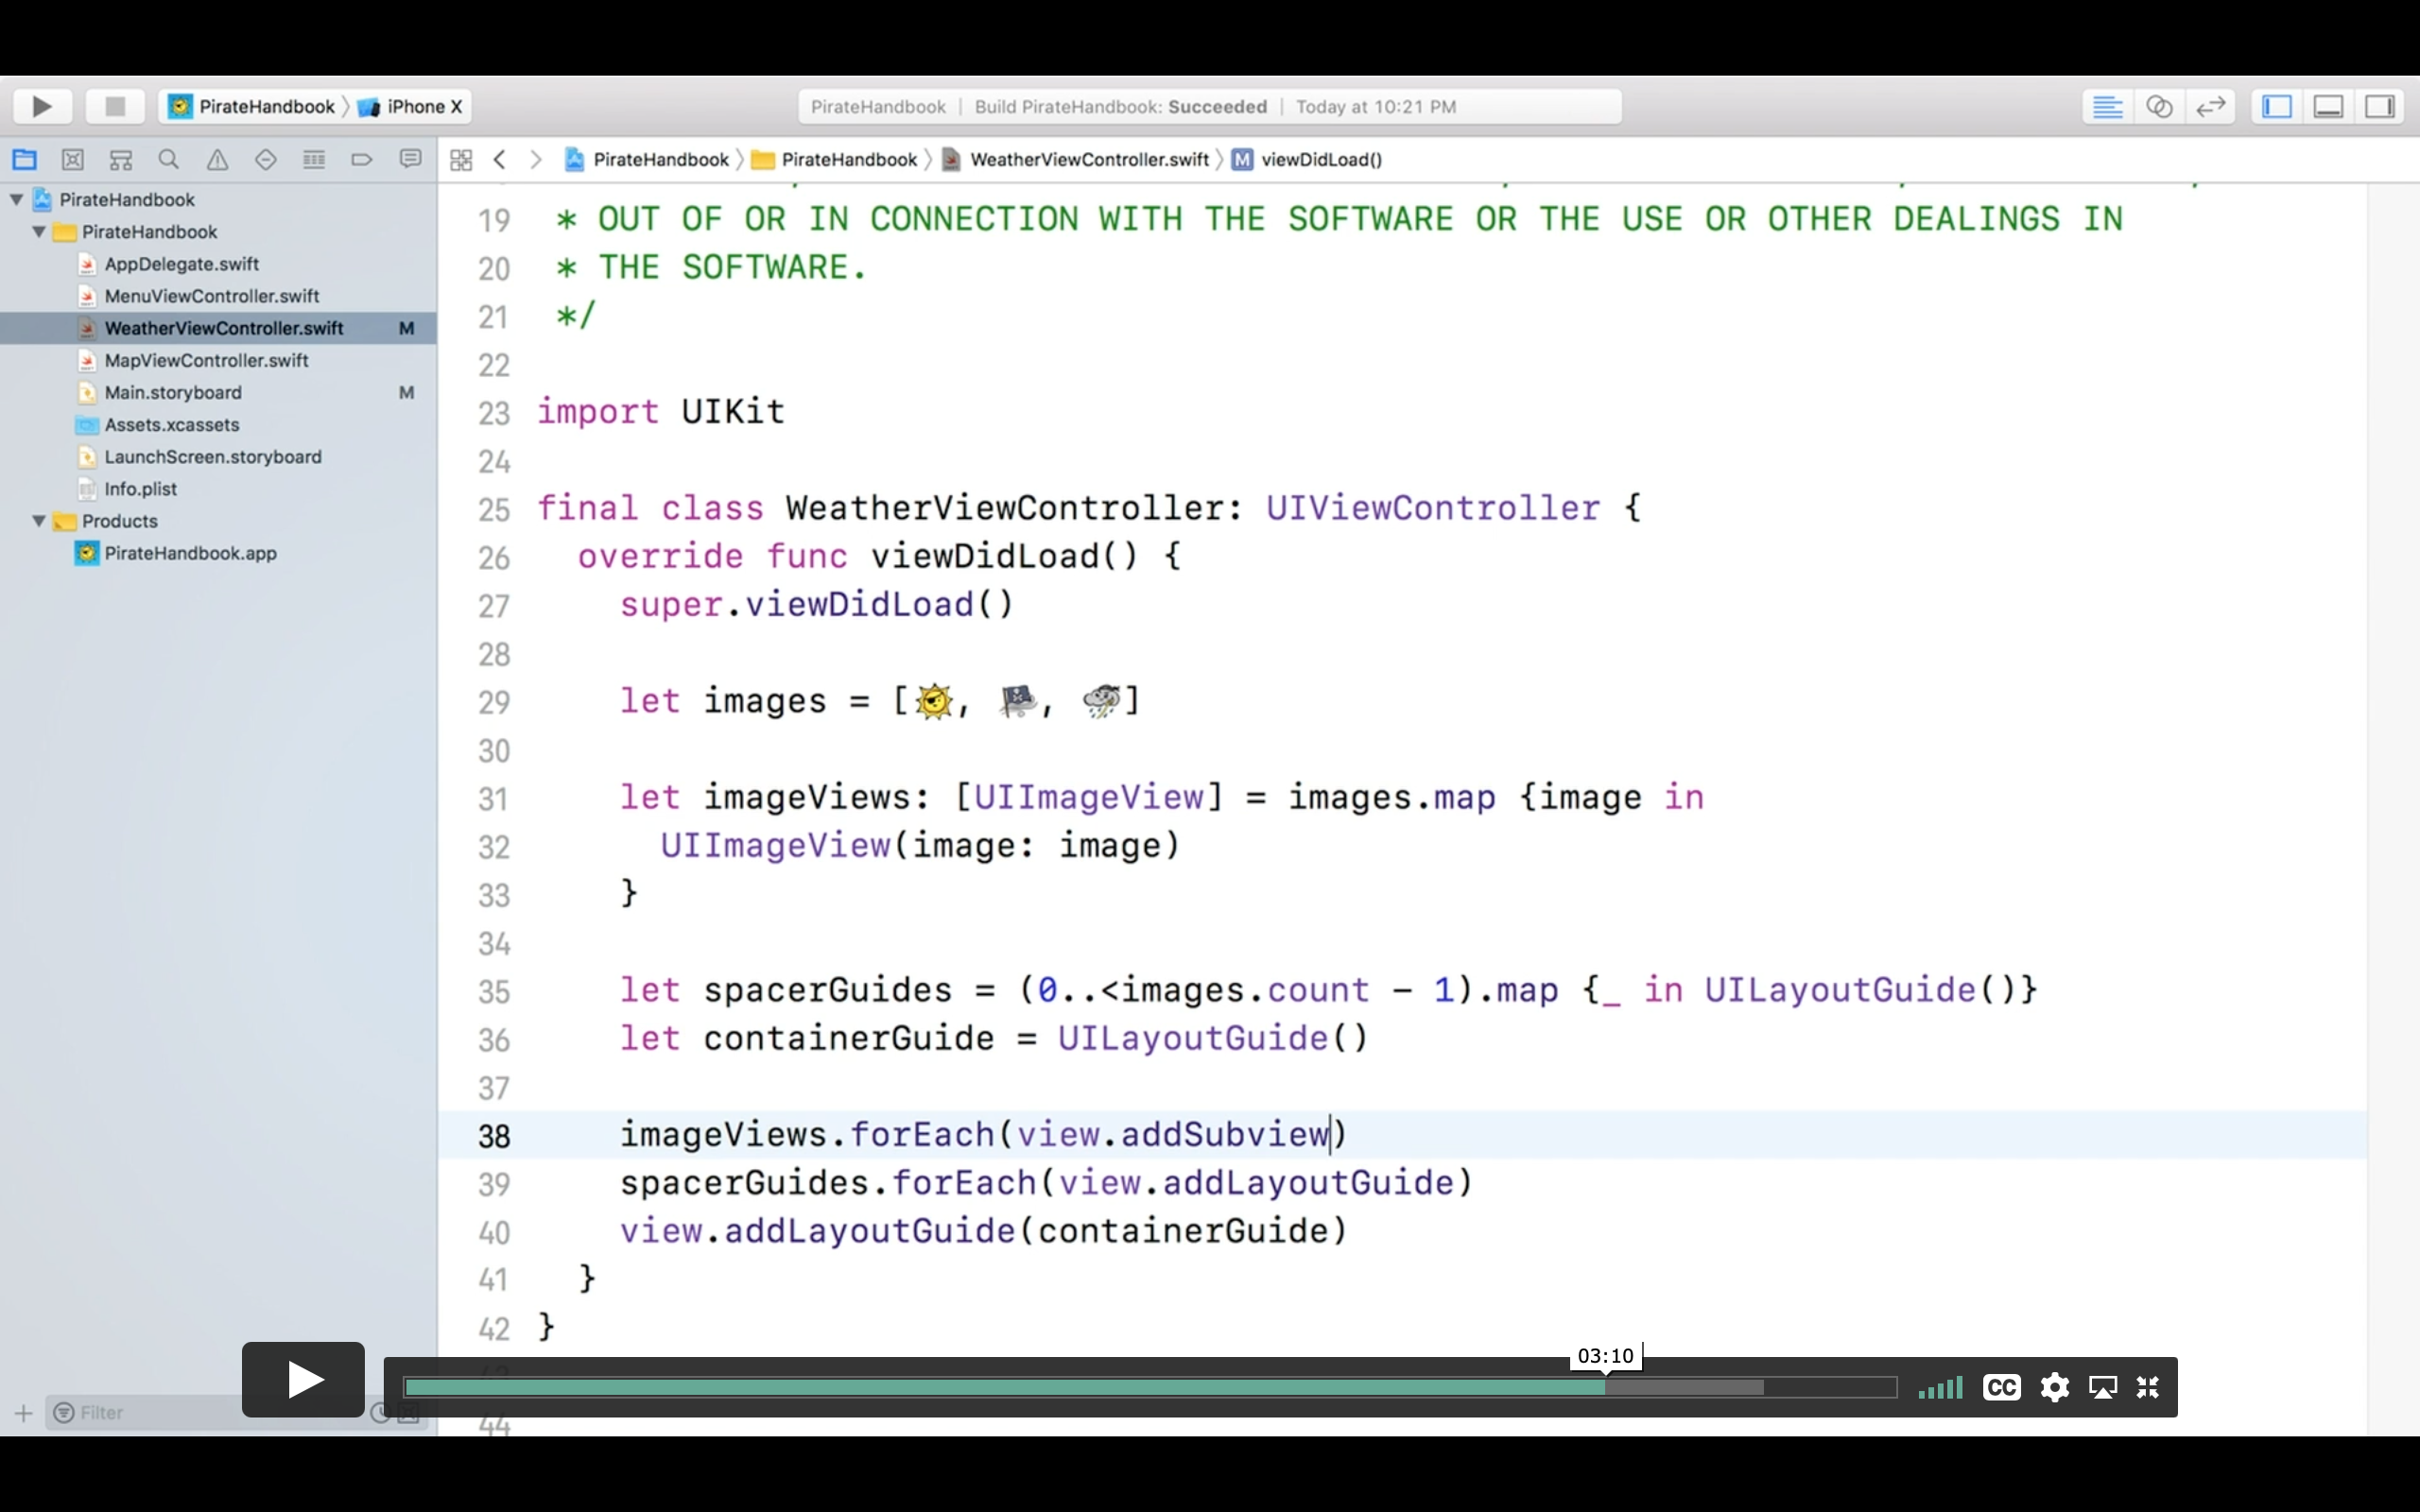 PirateHandbook iPhone X
PirateHandbook | Build PirateHandbook: Succeeded | Today at 10:21 PM
PirateHandbook PirateHandbook WeatherViewController.swift M viewDidLoad()
PirateHandbook
PirateHandbook
AppDelegate.swift
MenuViewController.swift
WeatherViewController.swift M
MapViewController.swift
Main.storyboard M
Assets.xcassets
LaunchScreen.storyboard
Info.plist
Products
PirateHandbook.app
Filter
19 * OUT OF OR IN CONNECTION WITH THE SOFTWARE OR THE USE OR OTHER DEALINGS IN
20 * THE SOFTWARE.
21 */
22
23 import UIKit
24
25 final class WeatherViewController: UIViewController {
26 override func viewDidLoad() {
27 super.viewDidLoad()
28
29 let images = [, , ]
30
31 let imageViews: [UIImageView] = images.map {image in
32 UIImageView(image: image)
33 }
34
35 let spacerGuides = (0..<images.count - 1).map {_ in UILayoutGuide()}
36 let containerGuide = UILayoutGuide()
37
38 imageViews.forEach(view.addSubview)
39 spacerGuides.forEach(view.addLayoutGuide)
40 view.addLayoutGuide(containerGuide)
41 }
42 }
44
03:10
CC